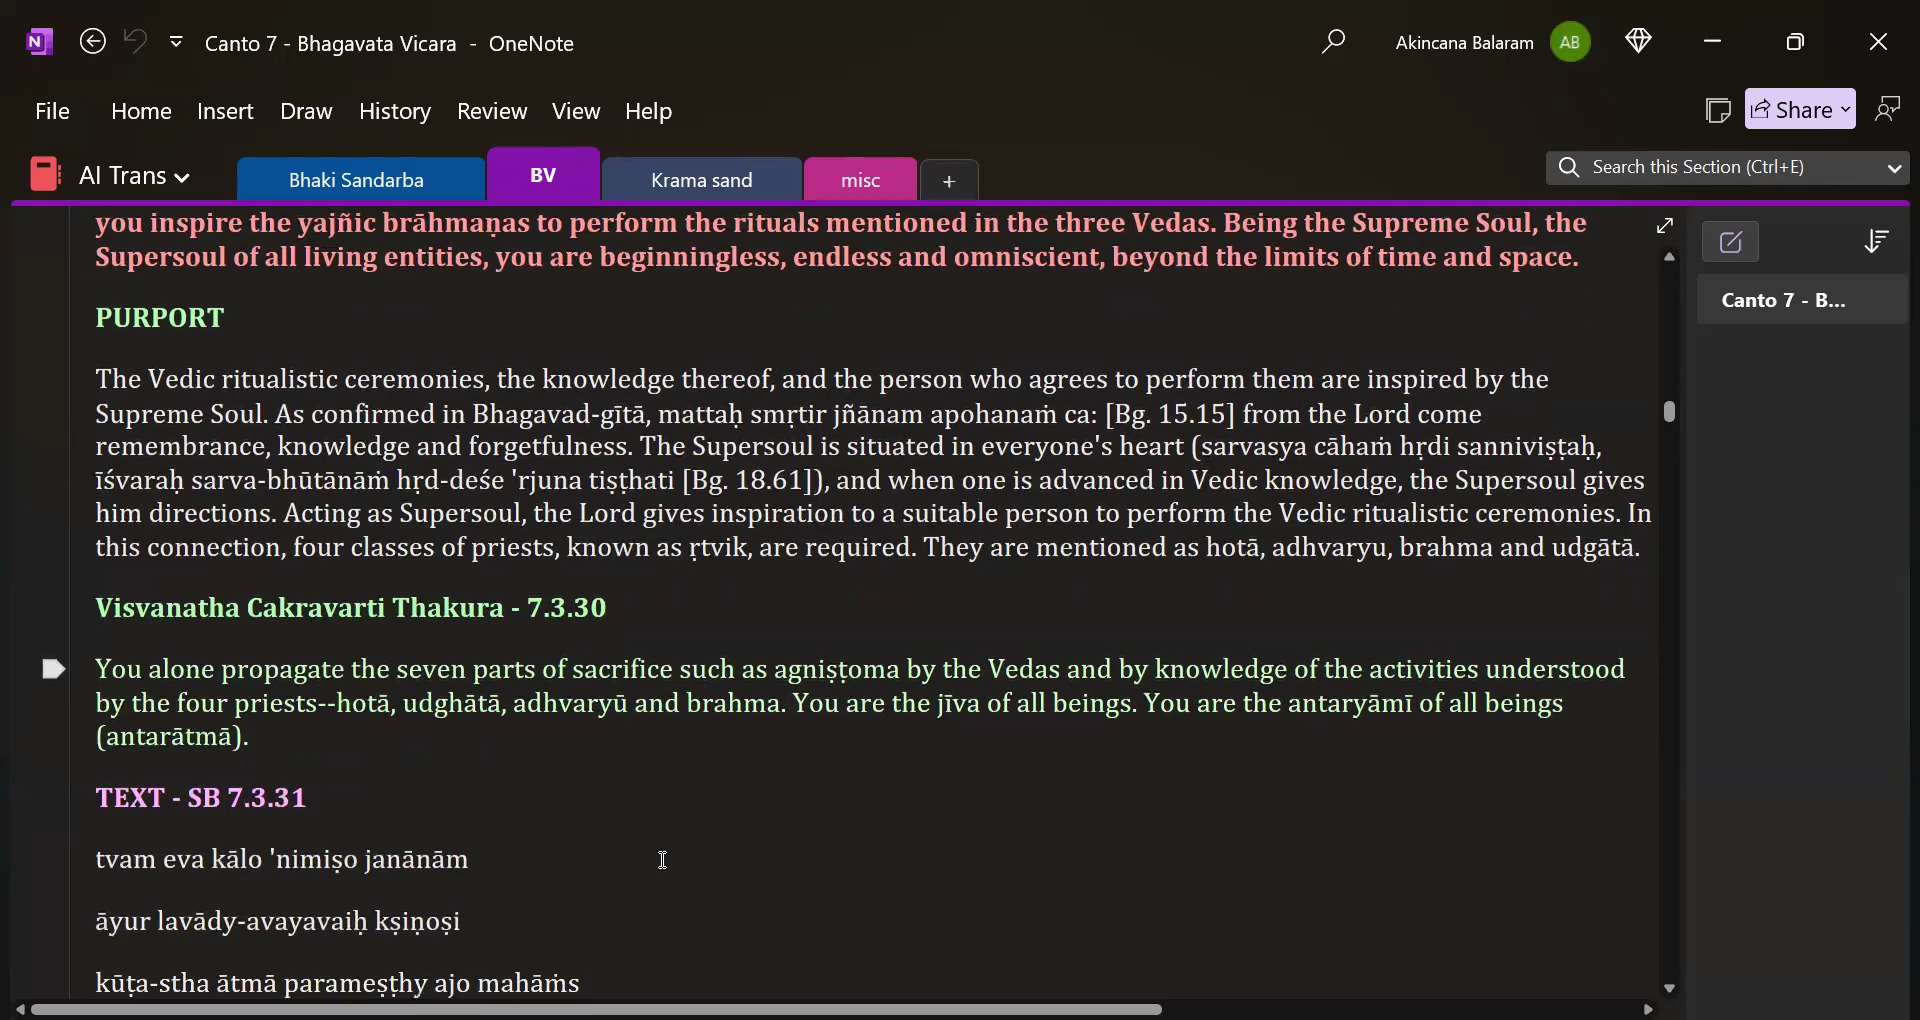 Canto 7 - Bhagavata Vicara - OneNote
Akincana Balaram AB
File Home Insert Draw History Review View Help
Share
AI Trans
Bhaki Sandarba BV Krama sand misc +
Search this Section (Ctrl+E)
Canto 7 - B...
you inspire the yajñic brāhmaṇas to perform the rituals mentioned in the three Vedas. Being the Supreme Soul, the
Supersoul of all living entities, you are beginningless, endless and omniscient, beyond the limits of time and space.
PURPORT
The Vedic ritualistic ceremonies, the knowledge thereof, and the person who agrees to perform them are inspired by the
Supreme Soul. As confirmed in Bhagavad-gītā, mattaḥ smṛtir jñānam apohanaṁ ca: [Bg. 15.15] from the Lord come
remembrance, knowledge and forgetfulness. The Supersoul is situated in everyone's heart (sarvasya cāhaṁ hṛdi sanniviṣṭaḥ,
īśvaraḥ sarva-bhūtānāṁ hṛd-deśe 'rjuna tiṣṭhati [Bg. 18.61]), and when one is advanced in Vedic knowledge, the Supersoul gives
him directions. Acting as Supersoul, the Lord gives inspiration to a suitable person to perform the Vedic ritualistic ceremonies. In
this connection, four classes of priests, known as ṛtvik, are required. They are mentioned as hotā, adhvaryu, brahma and udgātā.
Visvanatha Cakravarti Thakura - 7.3.30
You alone propagate the seven parts of sacrifice such as agniṣṭoma by the Vedas and by knowledge of the activities understood
by the four priests--hotā, udghātā, adhvaryū and brahma. You are the jīva of all beings. You are the antaryāmī of all beings
(antarātmā).
TEXT - SB 7.3.31
tvam eva kālo 'nimiṣo janānām
āyur lavādy-avayavaiḥ kṣiṇoṣi
kūṭa-stha ātmā parameṣṭhy ajo mahāṁs